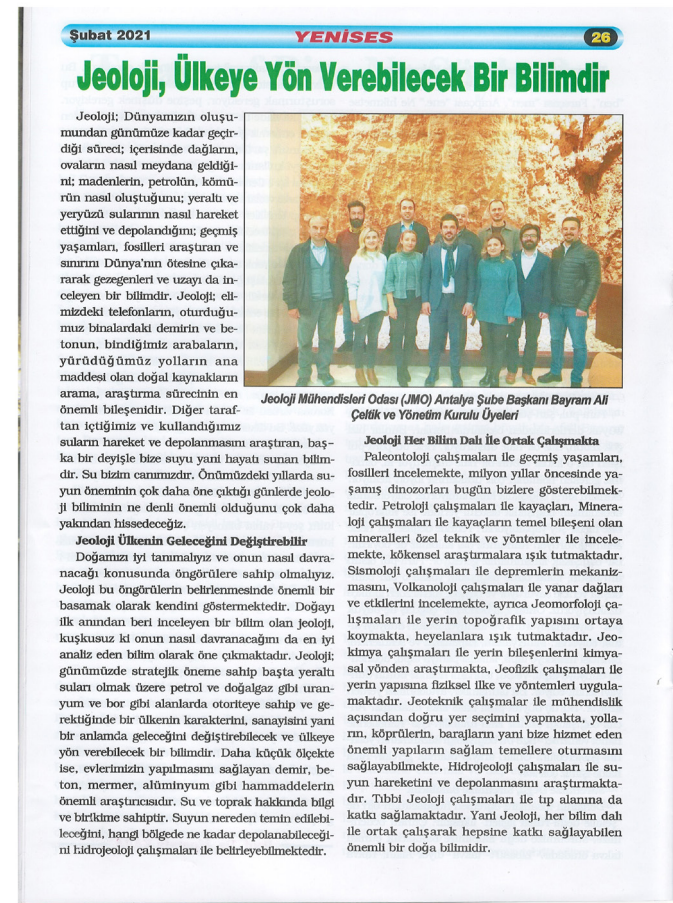 Şubat 2021
YENİSES
26
Jeoloji, Ülkeye Yön Verebilecek Bir Bilimdir
Jeoloji; Dünyamızın oluşu-
mundan günümüze kadar geçir-
diği süreci; içerisinde dağların,
ovaların nasıl meydana geldiği-
ni; madenlerin, petrolün, kömü-
rün nasıl oluştuğunu; yeraltı ve
yeryüzü sularının nasıl hareket
ettiğini ve depolandığını; geçmiş
yaşamları, fosilleri araştıran ve
sınırını Dünya'nın ötesine çıka-
rarak gezegenleri ve uzayı da in-
celeyen bir bilimdir. Jeoloji; eli-
mizdeki telefonların, oturduğu-
muz binalardaki demirin ve be-
tonun, bindiğimiz arabaların,
yürüdüğümüz yolların ana
maddesi olan doğal kaynakların
arama, araştırma sürecinin en
önemli bileşenidir. Diğer taraf-
tan içtiğimiz ve kullandığımız
suların hareket ve depolanmasını araştıran, baş-
ka bir deyişle bize suyu yani hayatı sunan bilim-
dir. Su bizim canımızdır. Önümüzdeki yıllarda su-
yun öneminin çok daha öne çıktığı günlerde jeolo-
ji biliminin ne denli önemli olduğunu çok daha
yakından hissedeceğiz.
Jeoloji Ülkenin Geleceğini Değiştirebilir
Doğamızı iyi tanımalıyız ve onun nasıl davra-
nacağı konusunda öngörülere sahip olmalıyız.
Jeoloji bu öngörülerin belirlenmesinde önemli bir
basamak olarak kendini göstermektedir. Doğayı
ilk anından beri inceleyen bir bilim olan jeoloji,
kuşkusuz ki onun nasıl davranacağını da en iyi
analiz eden bilim olarak öne çıkmaktadır. Jeoloji;
günümüzde stratejik öneme sahip başta yeraltı
suları olmak üzere petrol ve doğalgaz gibi uran-
yum ve bor gibi alanlarda otoriteye sahip ve ge-
rektiğinde bir ülkenin karakterini, sanayisini yani
bir anlamda geleceğini değiştirebilecek ve ülkeye
yön verebilecek bir bilimdir. Daha küçük ölçekte
ise, evlerimizin yapılmasını sağlayan demir, be-
ton, mermer, alüminyum gibi hammaddelerin
önemli araştırıcısıdır. Su ve toprak hakkında bilgi
ve birikime sahiptir. Suyun nereden temin edilebi-
leceğini, hangi bölgede ne kadar depolanabileceği-
ni hidrojeoloji çalışmaları ile belirleyebilmektedir.
Jeoloji Mühendisleri Odası (JMO) Antalya Şube Başkanı Bayram Ali
Çeltik ve Yönetim Kurulu Üyeleri
Jeoloji Her Bilim Dalı İle Ortak Çalışmakta
Paleontoloji çalışmaları ile geçmiş yaşamları,
fosilleri incelemekte, milyon yıllar öncesinde ya-
şamış dinozorları bugün bizlere gösterebilmek-
tedir. Petroloji çalışmaları ile kayaçları, Minera-
loji çalışmaları ile kayaçların temel bileşeni olan
mineralleri özel teknik ve yöntemler ile incele-
mekte, kökensel araştırmalara ışık tutmaktadır.
Sismoloji çalışmaları ile depremlerin mekaniz-
masını, Volkanoloji çalışmaları ile yanar dağları
ve etkilerini incelemekte, ayrıca Jeomorfoloji ça-
lışmaları ile yerin topoğrafik yapısını ortaya
koymakta, heyelanlara ışık tutmaktadır. Jeo-
kimya çalışmaları ile yerin bileşenlerini kimya-
sal yönden araştırmakta, Jeofizik çalışmaları ile
yerin yapısına fiziksel ilke ve yöntemleri uygula-
maktadır. Jeoteknik çalışmalar ile mühendislik
açısından doğru yer seçimini yapmakta, yolla-
rın, köprülerin, barajların yani bize hizmet eden
önemli yapıların sağlam temellere oturmasını
sağlayabilmekte, Hidrojeoloji çalışmaları ile su-
yun hareketini ve depolanmasını araştırmakta-
dır. Tıbbi Jeoloji çalışmaları ile tıp alanına da
katkı sağlamaktadır. Yani Jeoloji, her bilim dalı
ile ortak çalışarak hepsine katkı sağlayabilen
önemli bir doğa bilimidir.